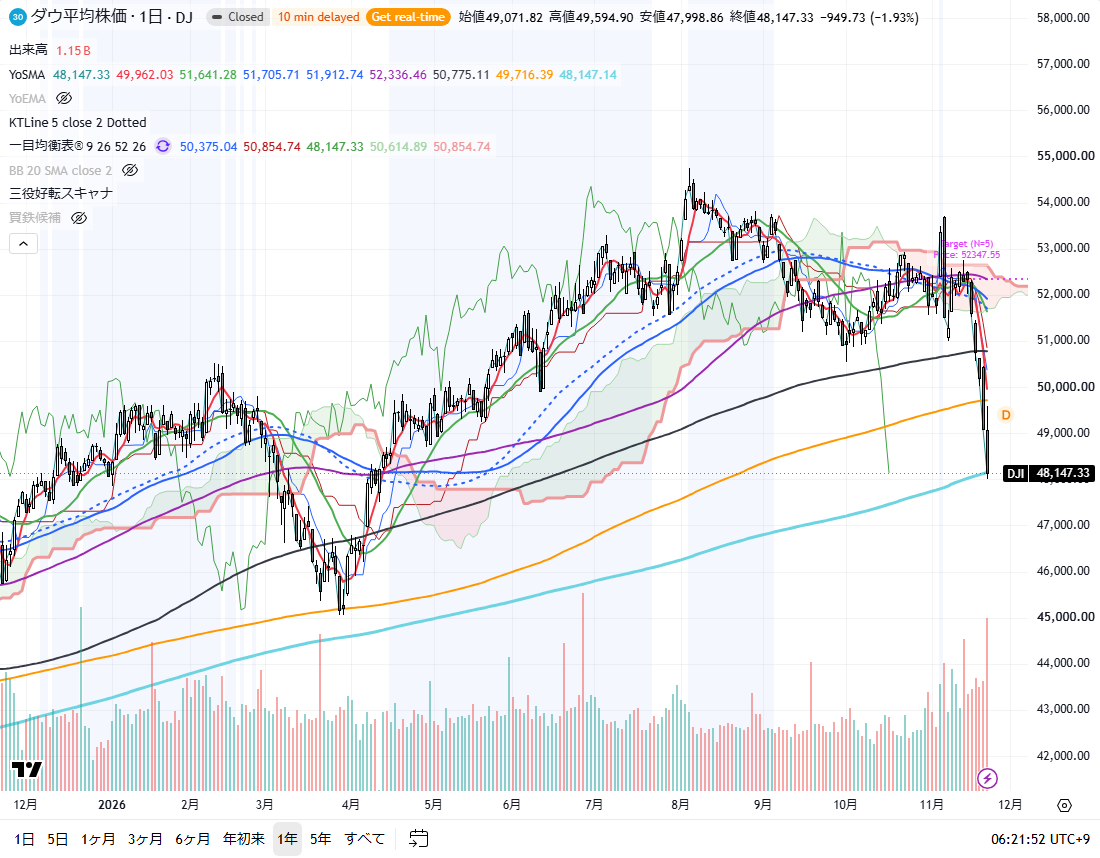 30 ダウ平均株価・1日・DJ Closed 10 min delayed Get real-time 始値49,071.82 高値49,594.90 安値47,998.86 終値48,147.33 −949.73 (−1.93%)
出来高 1.15 B
YoSMA 48,147.33 49,962.03 51,641.28 51,705.71 51,912.74 52,336.46 50,775.11 49,716.39 48,147.14
YoEMA
KTLine 5 close 2 Dotted
一目均衡表® 9 26 52 26 50,375.04 50,854.74 48,147.33 50,614.89 50,854.74
BB 20 SMA close 2
三役好転スキャナ
買鉄候補
58,000.00
57,000.00
56,000.00
55,000.00
54,000.00
53,000.00
Target (N=5)
Price: 52347.55
52,000.00
51,000.00
50,000.00
D
49,000.00
DJI 48,147.33
47,000.00
46,000.00
45,000.00
44,000.00
43,000.00
42,000.00
12月 2026 2月 3月 4月 5月 6月 7月 8月 9月 10月 11月 12月
1日 5日 1ヶ月 3ヶ月 6ヶ月 年初来 1年 5年 すべて 06:21:52 UTC+9